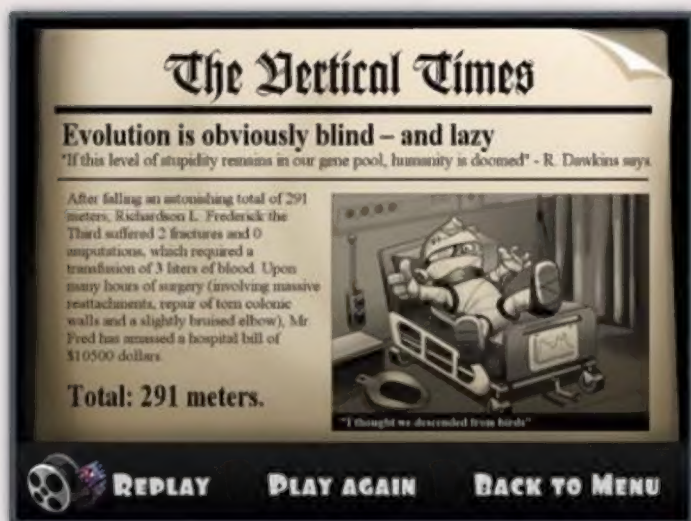 The Vertical Times
Evolution is obviously blind – and lazy
"If this level of stupidity remains in our gene pool, humanity is doomed" - R. Dawkins says.
After falling an astonishing total of 291
meters, Richardson L. Frederick the
Third suffered 2 fractures and 0
amputations, which required a
transfusion of 3 liters of blood. Upon
many hours of surgery (involving massive
reattachments, repair of torn colonic
walls and a slightly bruised elbow), Mr.
Fred has amassed a hospital bill of
$10500 dollars.
Total: 291 meters.
"I thought we descended from birds"
REPLAY
PLAY AGAIN
BACK TO MENU